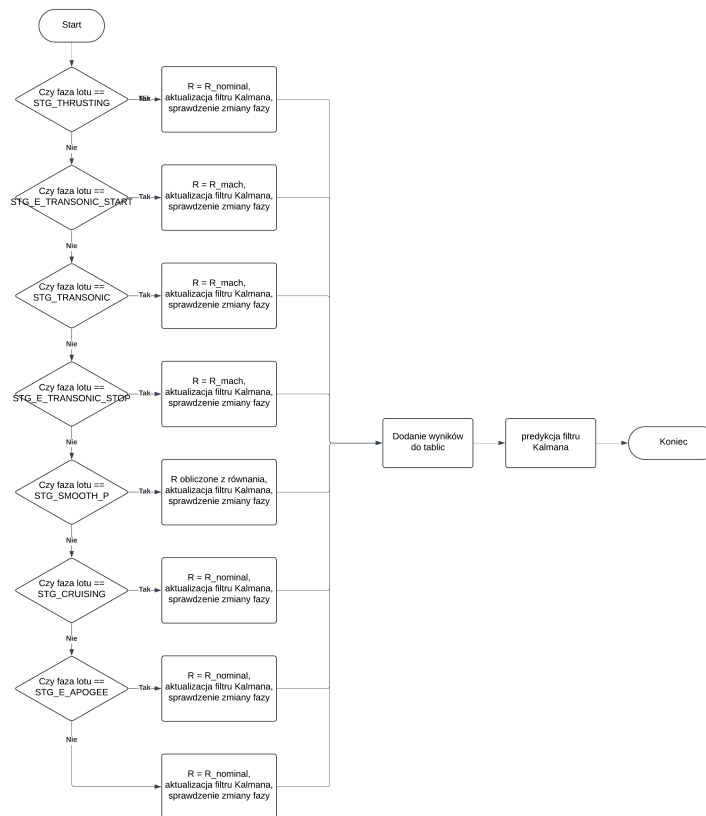 Start
Czy faza lotu ==
STG_THRUSTING
R = R_nominal,
aktualizacja filtru Kalmana,
sprawdzenie zmiany fazy
Nie
Czy faza lotu ==
STG_E_TRANSONIC_START
Tak
R = R_mach,
aktualizacja filtru Kalmana,
sprawdzenie zmiany fazy
Nie
Czy faza lotu ==
STG_TRANSONIC
Tak
R = R_mach,
aktualizacja filtru Kalmana,
sprawdzenie zmiany fazy
Nie
Czy faza lotu ==
STG_E_TRANSONIC_STOP
Tak
R = R_mach,
aktualizacja filtru Kalmana,
sprawdzenie zmiany fazy
Nie
Czy faza lotu ==
STG_SMOOTH_P
Tak
R obliczone z równania,
aktualizacja filtru Kalmana,
sprawdzenie zmiany fazy
Nie
Czy faza lotu ==
STG_CRUISING
Tak
R = R_nominal,
aktualizacja filtru Kalmana,
sprawdzenie zmiany fazy
Nie
Czy faza lotu ==
STG_E_APOGEE
Tak
R = R_nominal,
aktualizacja filtru Kalmana,
sprawdzenie zmiany fazy
Nie
R = R_nominal,
aktualizacja filtru Kalmana,
sprawdzenie zmiany fazy
Dodanie wyników
do tablic
predykcja filtru
Kalmana
Koniec